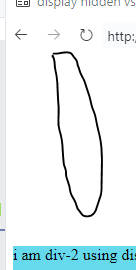 display hidden vs
http:
i am div-2 using dis